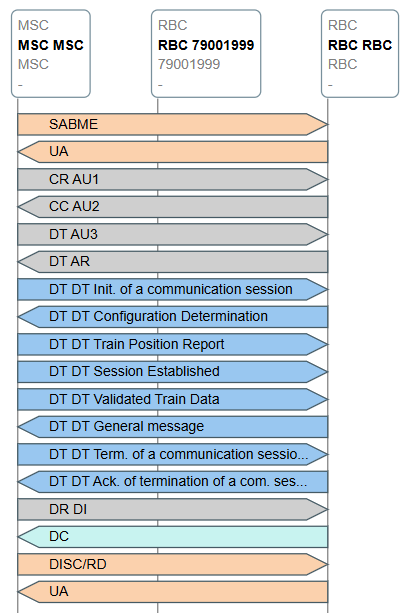 MSC
MSC MSC
MSC
-
RBC
RBC 79001999
79001999
-
RBC
RBC RBC
RBC
-
SABME
UA
CR AU1
CC AU2
DT AU3
DT AR
DT DT Init. of a communication session
DT DT Configuration Determination
DT DT Train Position Report
DT DT Session Established
DT DT Validated Train Data
DT DT General message
DT DT Term. of a communication sessio...
DT DT Ack. of termination of a com. ses...
DR DI
DC
DISC/RD
UA